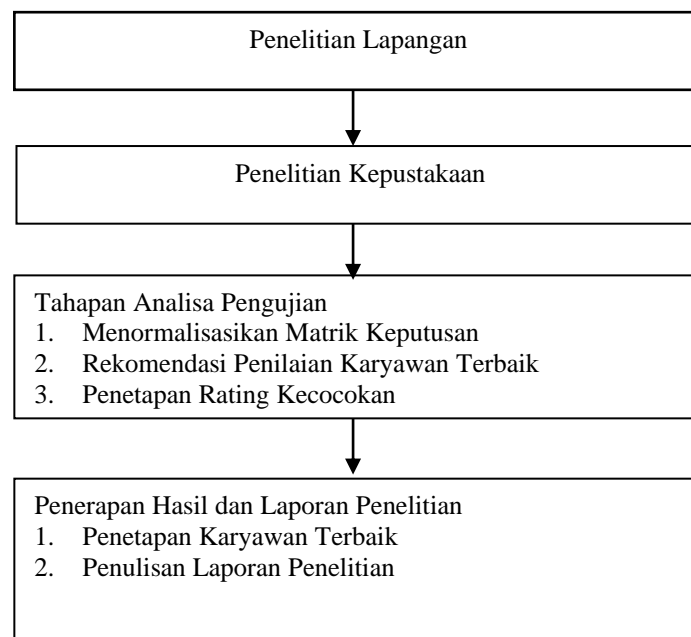 Penelitian Lapangan
Penelitian Kepustakaan
Tahapan Analisa Pengujian
1. Menormalisasikan Matrik Keputusan
2. Rekomendasi Penilaian Karyawan Terbaik
3. Penetapan Rating Kecocokan
Penerapan Hasil dan Laporan Penelitian
1. Penetapan Karyawan Terbaik
2. Penulisan Laporan Penelitian